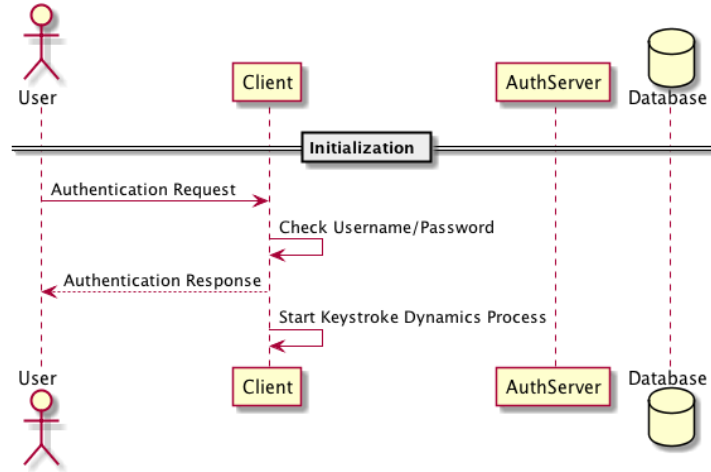 User
Client
AuthServer
Database
Initialization
Authentication Request
Check Username/Password
Authentication Response
Start Keystroke Dynamics Process
User
Client
AuthServer
Database